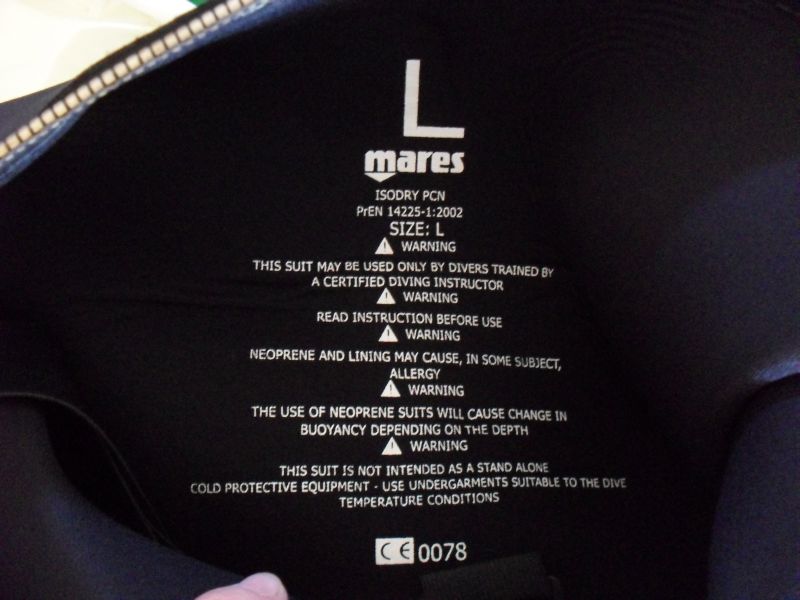 L
mares
ISODRY PCN
PrEN 14225-1:2002
SIZE: L
WARNING
THIS SUIT MAY BE USED ONLY BY DIVERS TRAINED BY
A CERTIFIED DIVING INSTRUCTOR
WARNING
READ INSTRUCTION BEFORE USE
WARNING
NEOPRENE AND LINING MAY CAUSE, IN SOME SUBJECT,
ALLERGY
WARNING
THE USE OF NEOPRENE SUITS WILL CAUSE CHANGE IN
BUOYANCY DEPENDING ON THE DEPTH
WARNING
THIS SUIT IS NOT INTENDED AS A STAND ALONE
COLD PROTECTIVE EQUIPMENT - USE UNDERGARMENTS SUITABLE TO THE DIVE
TEMPERATURE CONDITIONS
CE 0078